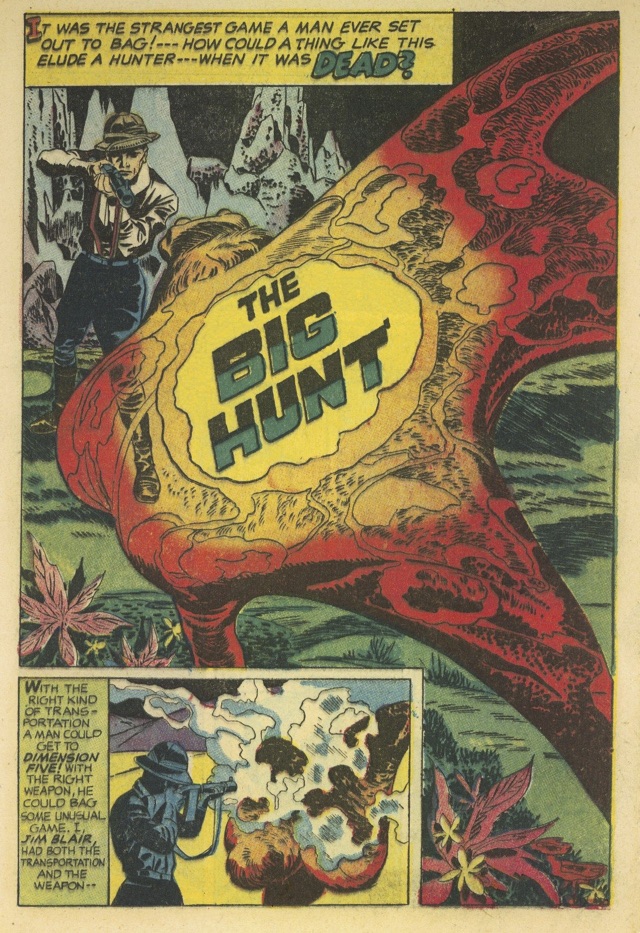 IT WAS THE STRANGEST GAME A MAN EVER SET
OUT TO BAG!--- HOW COULD A THING LIKE THIS
ELUDE A HUNTER---WHEN IT WAS DEAD?
THE
BIG
HUNT
WITH THE
RIGHT KIND
OF TRANS-
PORTATION
A MAN COULD
GET TO
DIMENSION
FIVE! WITH
THE RIGHT
WEAPON, HE
COULD BAG
SOME UNUSUAL
GAME. I,
JIM BLAIR,
HAD BOTH THE
TRANSPORTATION
AND THE
WEAPON--